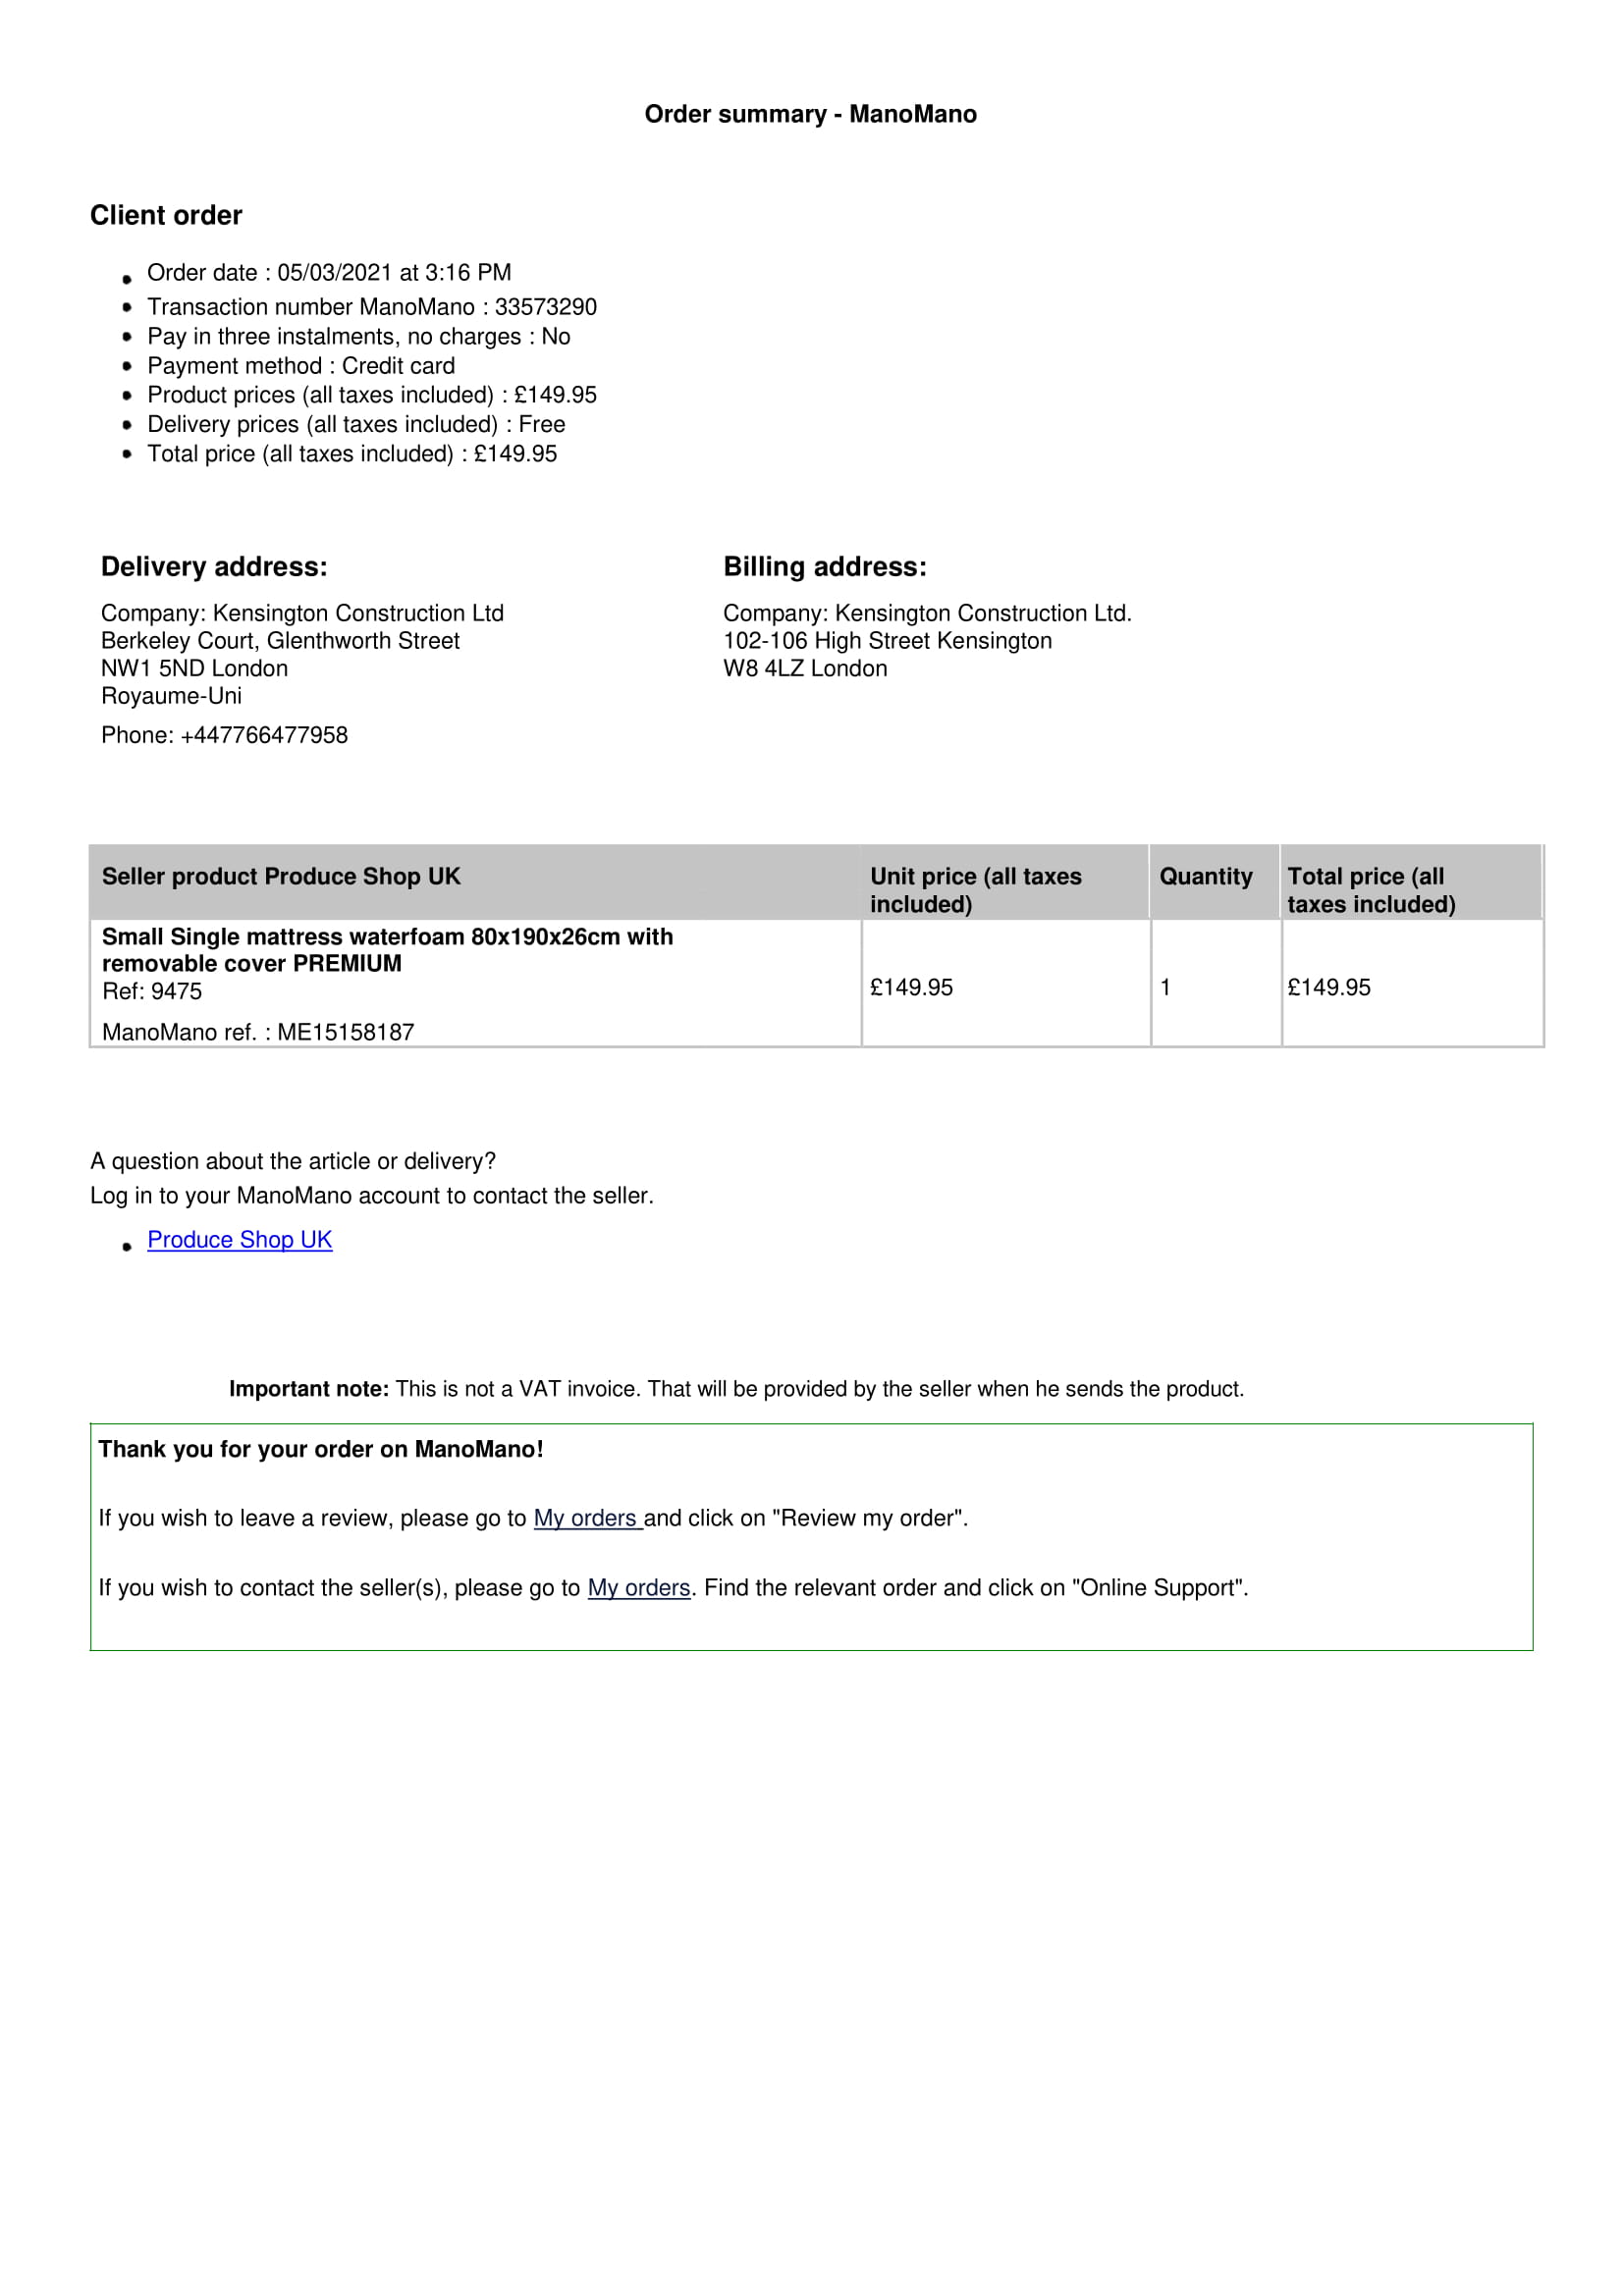 Order summary - ManoMano
Client order
Order date : 05/03/2021 at 3:16 PM
Transaction number ManoMano : 33573290
Pay in three instalments, no charges : No
Payment method : Credit card
Product prices (all taxes included) : £149.95
Delivery prices (all taxes included) : Free
Total price (all taxes included) : £149.95
Delivery address:
Company: Kensington Construction Ltd
Berkeley Court, Glenthworth Street
NW1 5ND London
Royaume-Uni
Phone: +447766477958
Billing address:
Company: Kensington Construction Ltd.
102-106 High Street Kensington
W8 4LZ London
Seller product Produce Shop UK
Unit price (all taxes
included)
Quantity
Total price (all
taxes included)
Small Single mattress waterfoam 80x190x26cm with
removable cover PREMIUM
Ref: 9475
ManoMano ref. : ME15158187
£149.95
1
£149.95
A question about the article or delivery?
Log in to your ManoMano account to contact the seller.
Produce Shop UK
Important note: This is not a VAT invoice. That will be provided by the seller when he sends the product.
Thank you for your order on ManoMano!
If you wish to leave a review, please go to My orders and click on "Review my order".
If you wish to contact the seller(s), please go to My orders. Find the relevant order and click on "Online Support".